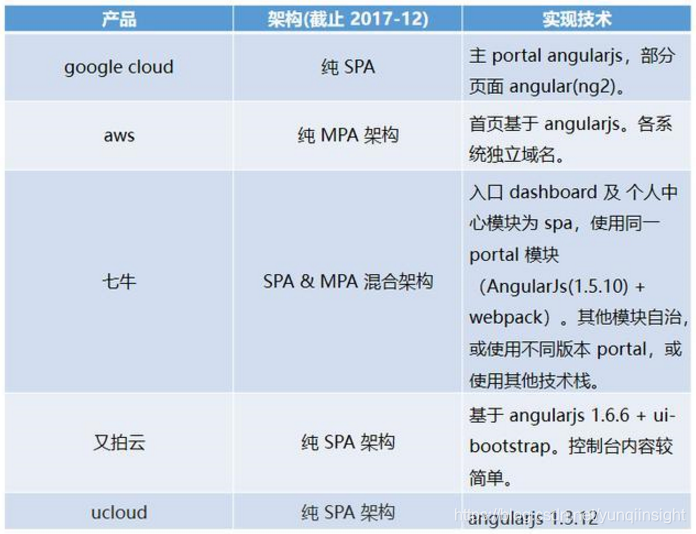 产品 架构(截止 2017-12) 实现技术
google cloud 纯 SPA 主 portal angularjs，部分
页面 angular(ng2)。
aws 纯 MPA 架构 首页基于 angularjs。各系
统独立域名。
七牛 SPA & MPA 混合架构 入口 dashboard 及 个人中
心模块为 spa，使用同一
portal 模块
（AngularJs(1.5.10) +
webpack）。其他模块自治，
或使用不同版本 portal，或
使用其他技术栈。
又拍云 纯 SPA 架构 基于 angularjs 1.6.6 + ui-
bootstrap。控制台内容较
简单。
ucloud 纯 SPA 架构 angularjs 1.3.12
https://blog.csdn.net/yunqiinsight